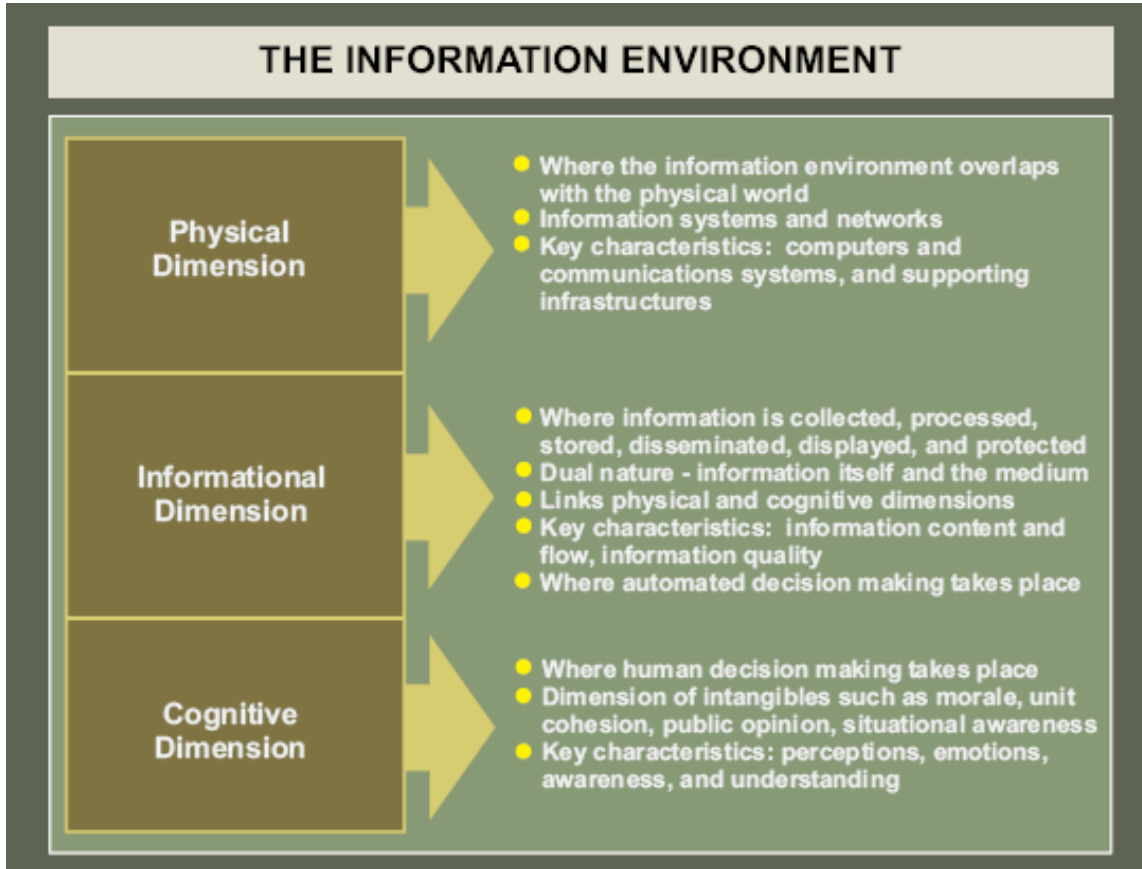 THE INFORMATION ENVIRONMENT
Physical
Dimension
Where the information environment overlaps
with the physical world
Information systems and networks
Key characteristics: computers and
communications systems, and supporting
infrastructures
Informational
Dimension
Where information is collected, processed,
stored, disseminated, displayed, and protected
Dual nature - information itself and the medium
Links physical and cognitive dimensions
Key characteristics: information content and
flow, information quality
Where automated decision making takes place
Cognitive
Dimension
Where human decision making takes place
Dimension of intangibles such as morale, unit
cohesion, public opinion, situational awareness
Key characteristics: perceptions, emotions,
awareness, and understanding